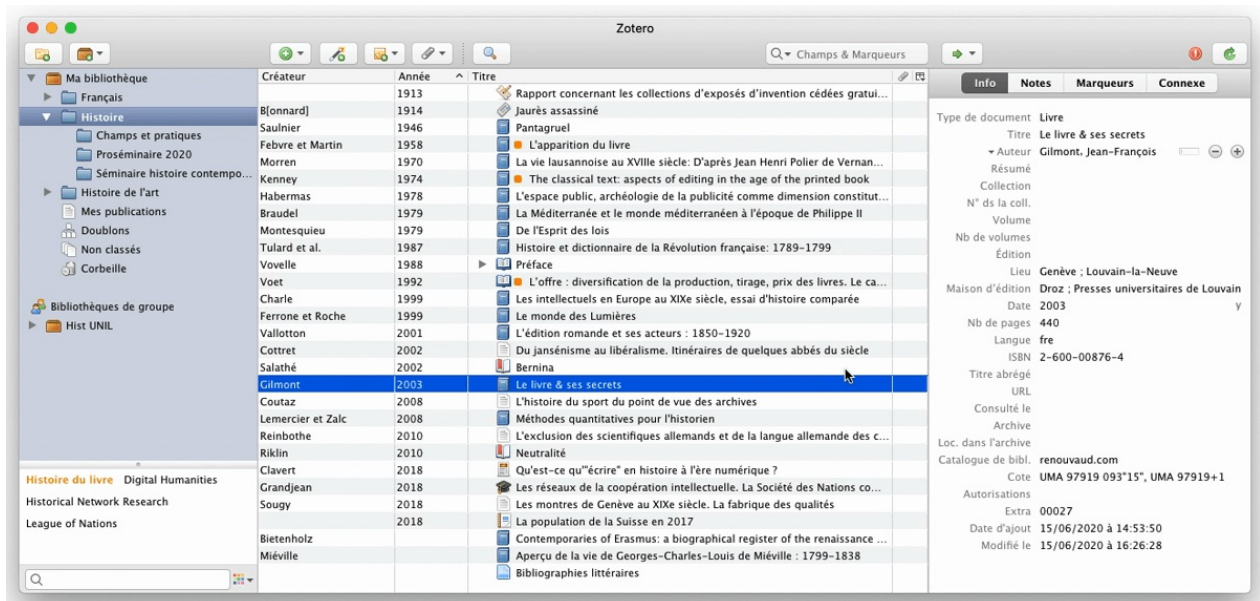 Zotero
Champs & Marqueurs
Ma bibliothèque
Français
Histoire
Champs et pratiques
Proséminaire 2020
Séminaire histoire contempo...
Histoire de l'art
Mes publications
Doublons
Non classés
Corbeille
Bibliothèques de groupe
Hist UNIL
Histoire du livre Digital Humanities
Historical Network Research
League of Nations
Créateur Année Titre
1913 Rapport concernant les collections d'exposés d'invention cédées gratui...
B[onnard] 1914 Jaurès assassiné
Saulnier 1946 Pantagruel
Febvre et Martin 1958 L'apparition du livre
Morren 1970 La vie lausannoise au XVIIIe siècle: D'après Jean Henri Polier de Vernan...
Kenney 1974 The classical text: aspects of editing in the age of the printed book
Habermas 1978 L'espace public, archéologie de la publicité comme dimension constitut...
Braudel 1979 La Méditerranée et le monde méditerranéen à l'époque de Philippe II
Montesquieu 1979 De l'Esprit des lois
Tulard et al. 1987 Histoire et dictionnaire de la Révolution française: 1789-1799
Vovelle 1988 Préface
Voet 1992 L'offre : diversification de la production, tirage, prix des livres. Le ca...
Charle 1999 Les intellectuels en Europe au XIXe siècle, essai d'histoire comparée
Ferrone et Roche 1999 Le monde des Lumières
Vallotton 2001 L'édition romande et ses acteurs : 1850-1920
Cottret 2002 Du jansénisme au libéralisme. Itinéraires de quelques abbés du siècle
Salathé 2002 Bernina
Gilmont 2003 Le livre & ses secrets
Coutaz 2008 L'histoire du sport du point de vue des archives
Lemercier et Zalc 2008 Méthodes quantitatives pour l'historien
Reinbothe 2010 L'exclusion des scientifiques allemands et de la langue allemande des c...
Riklin 2010 Neutralité
Clavert 2018 Qu'est-ce qu'"écrire" en histoire à l'ère numérique ?
Grandjean 2018 Les réseaux de la coopération intellectuelle. La Société des Nations co...
Sougy 2018 Les montres de Genève au XIXe siècle. La fabrique des qualités
2018 La population de la Suisse en 2017
Bietenholz Contemporaries of Erasmus: a biographical register of the renaissance ...
Miéville Aperçu de la vie de Georges-Charles-Louis de Miéville : 1799-1838
Bibliographies littéraires
Info Notes Marqueurs Connexe
Type de document Livre
Titre Le livre & ses secrets
Auteur Gilmont, Jean-François
Résumé
Collection
N° ds la coll.
Volume
Nb de volumes
Édition
Lieu Genève ; Louvain-la-Neuve
Maison d'édition Droz ; Presses universitaires de Louvain
Date 2003 y
Nb de pages 440
Langue fre
ISBN 2-600-00876-4
Titre abrégé
URL
Consulté le
Archive
Loc. dans l'archive
Catalogue de bibl. renouvaud.com
Cote UMA 97919 093"15", UMA 97919+1
Autorisations
Extra 00027
Date d'ajout 15/06/2020 à 14:53:50
Modifié le 15/06/2020 à 16:26:28